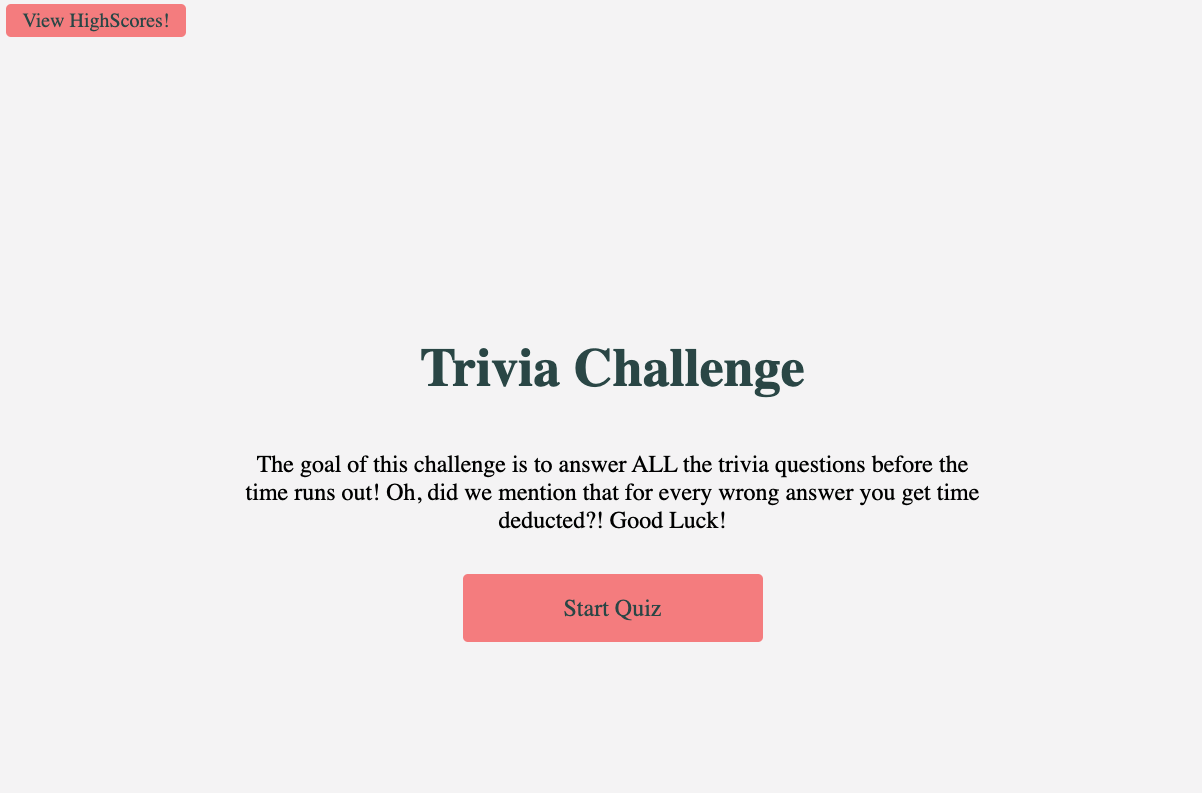 View HighScores!
Trivia Challenge
The goal of this challenge is to answer ALL the trivia questions before the
time runs out! Oh, did we mention that for every wrong answer you get time
deducted?! Good Luck!
Start Quiz